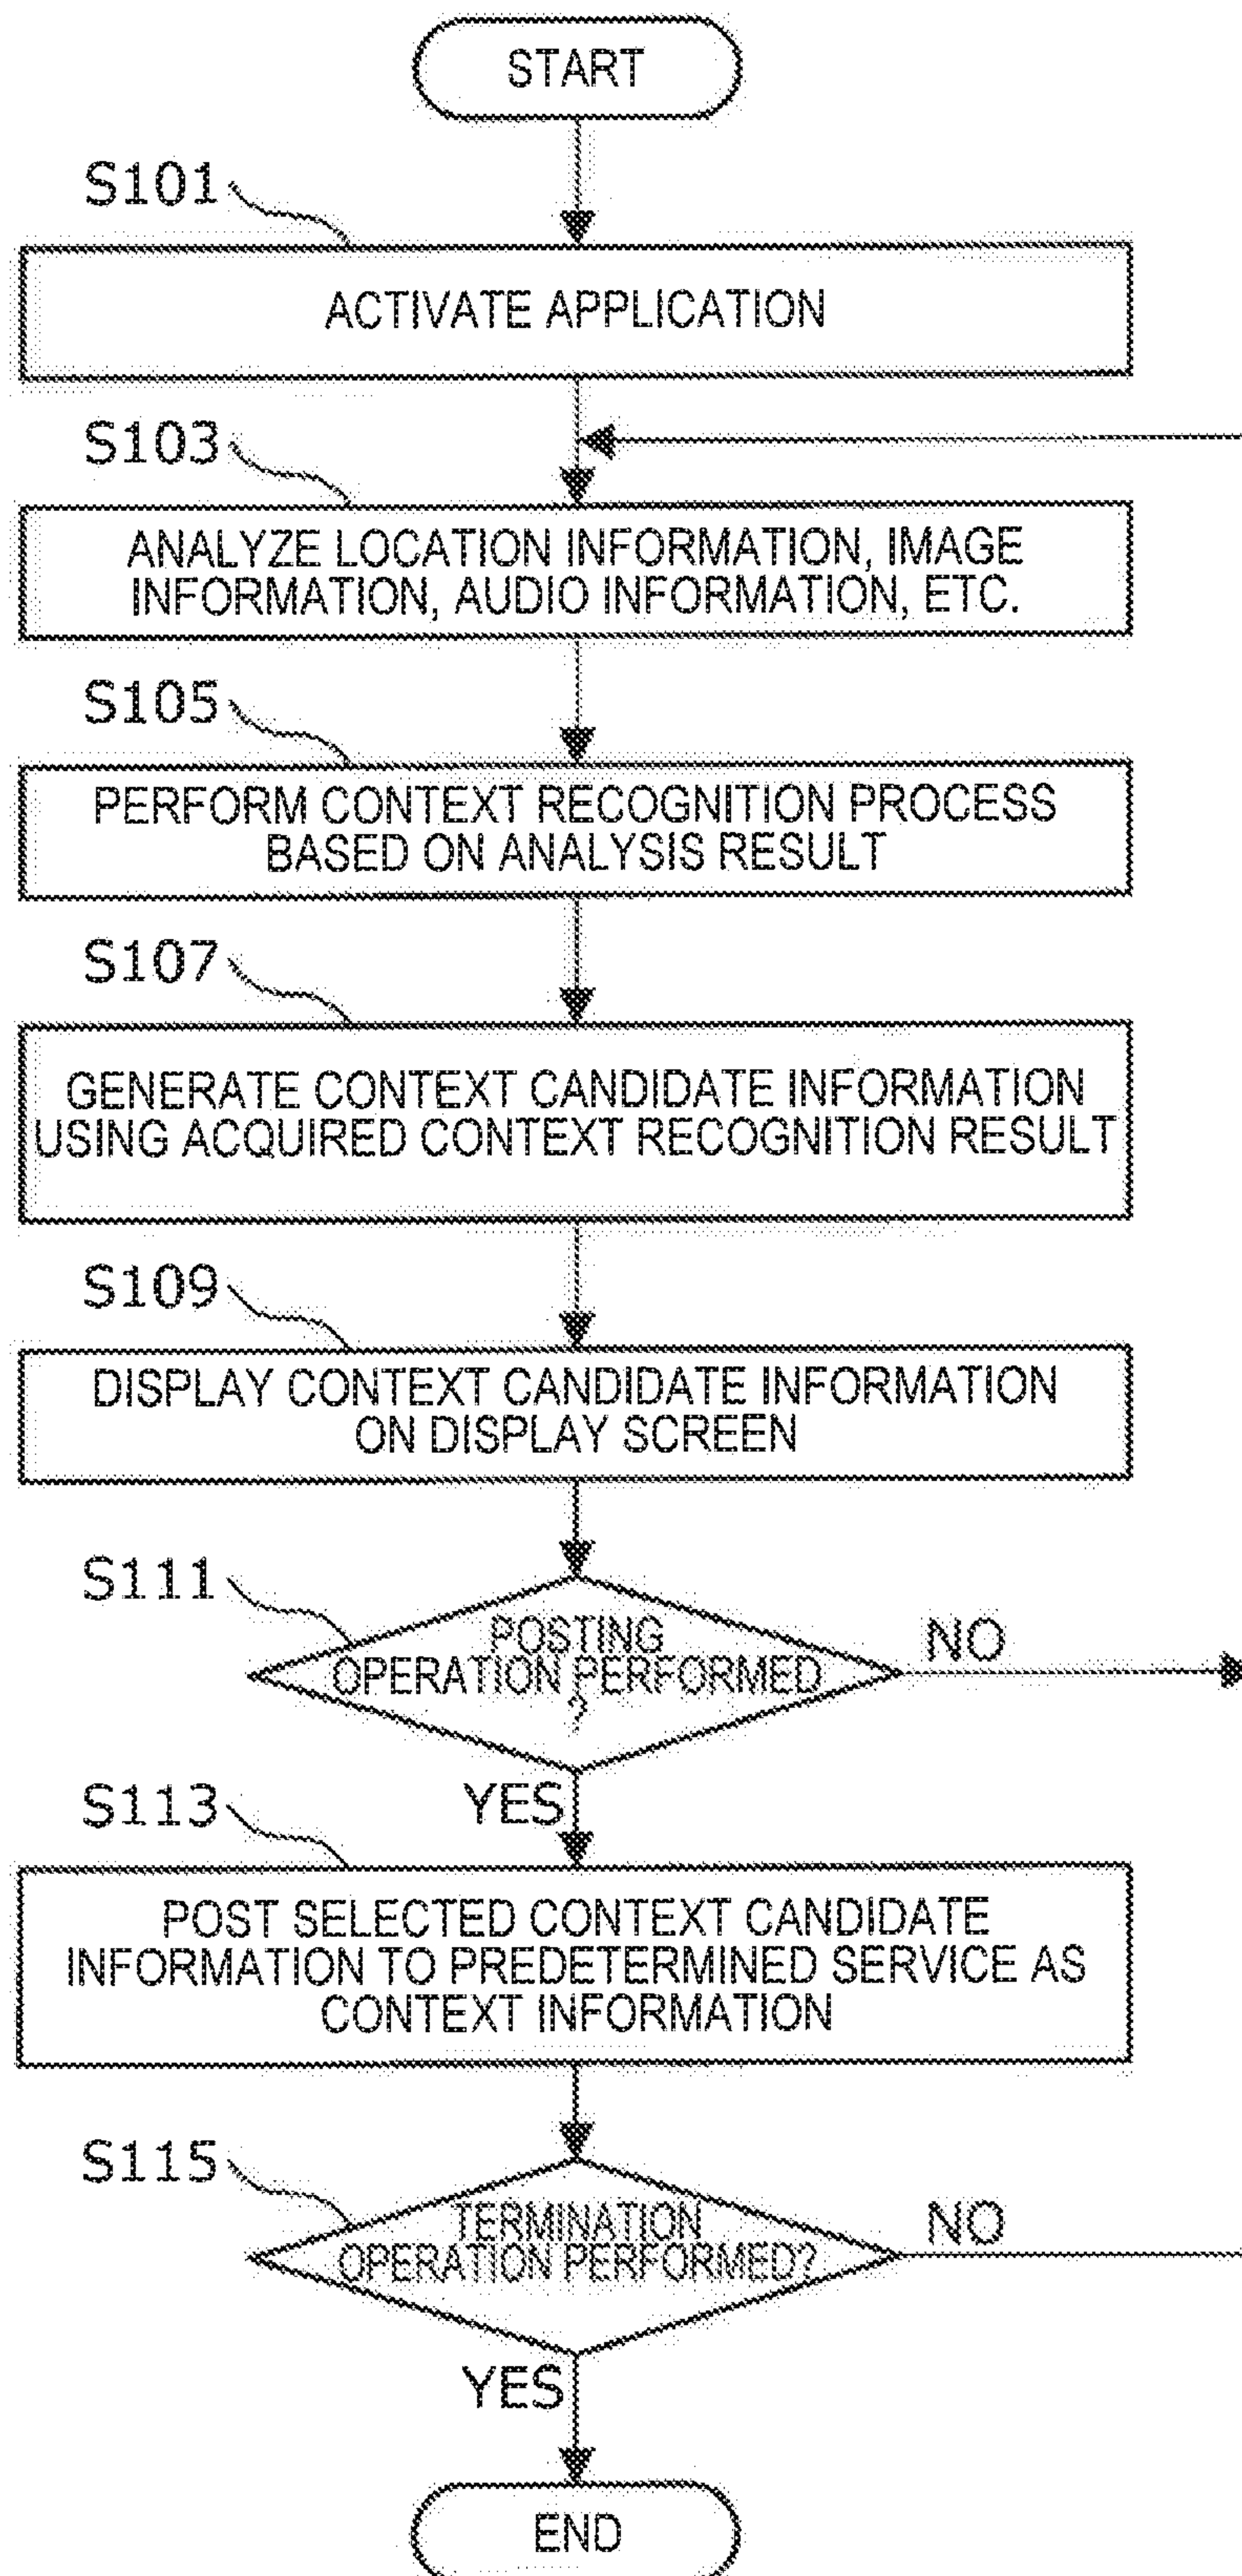 START
S101
ACTIVATE APPLICATION
S103
ANALYZE LOCATION INFORMATION, IMAGE
INFORMATION, AUDIO INFORMATION, ETC.
S105
PERFORM CONTEXT RECOGNITION PROCESS
BASED ON ANALYSIS RESULT
S107
GENERATE CONTEXT CANDIDATE INFORMATION
USING ACQUIRED CONTEXT RECOGNITION RESULT
S109
DISPLAY CONTEXT CANDIDATE INFORMATION
ON DISPLAY SCREEN
S111
POSTING
OPERATION PERFORMED
?
NO
YES
S113
POST SELECTED CONTEXT CANDIDATE
INFORMATION TO PREDETERMINED SERVICE AS
CONTEXT INFORMATION
S115
TERMINATION
OPERATION PERFORMED?
NO
YES
END